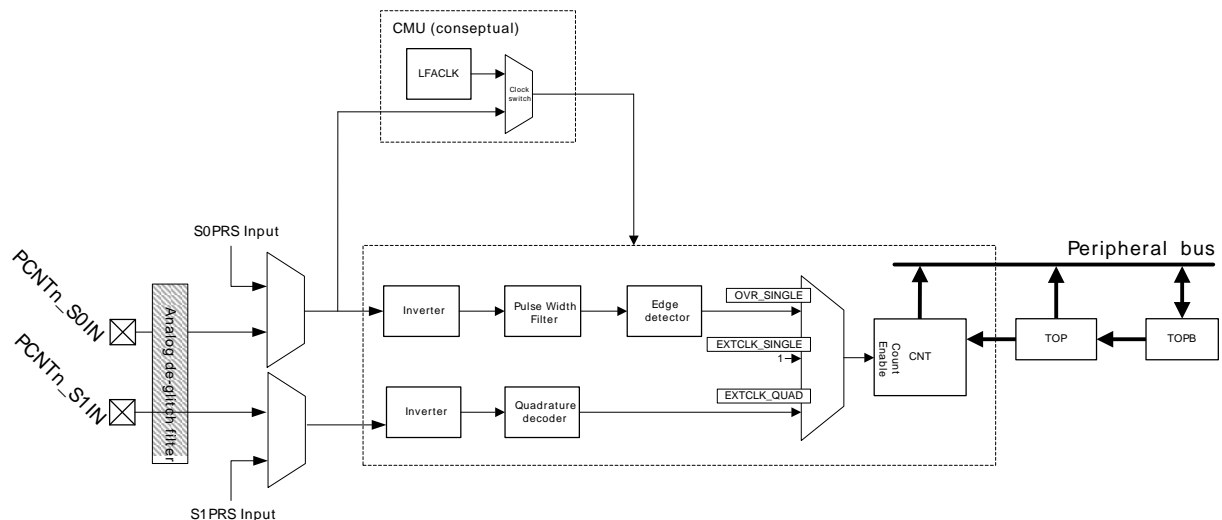 CMU (conseptual)
LFACLK
Clock
switch
S0PRS Input
PCNTn_S0IN
PCNTn_S1IN
Analog de-glitch filter
S1PRS Input
Inverter
Pulse Width
Filter
Edge
detector
Inverter
Quadrature
decoder
OVR_SINGLE
EXTCLK_SINGLE
1
EXTCLK_QUAD
Count
Enable
CNT
TOP
TOPB
Peripheral bus